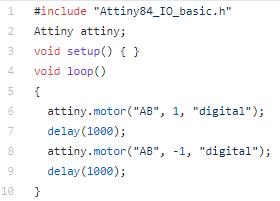 1 #include "Attiny84_IO_basic.h"
2 Attiny attiny;
3 void setup() { }
4 void loop()
5 {
6   attiny.motor("AB", 1, "digital");
7   delay(1000);
8   attiny.motor("AB", -1, "digital");
9   delay(1000);
10 }